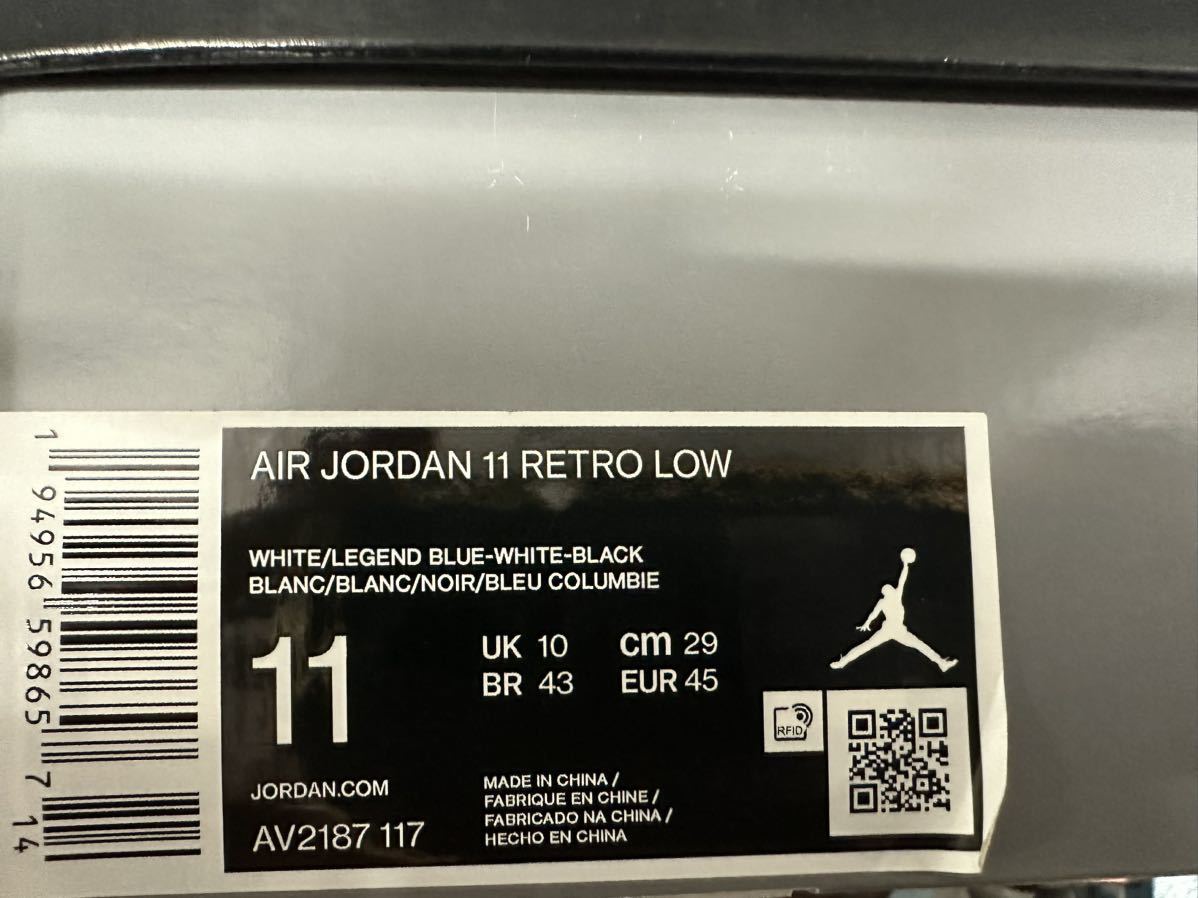 AIR JORDAN 11 RETRO LOW
WHITE/LEGEND BLUE-WHITE-BLACK
BLANC/BLANC/NOIR/BLEU COLUMBIE
11
UK 10 cm 29
BR 43 EUR 45
RFID
JORDAN.COM
AV2187 117
MADE IN CHINA /
FABRIQUE EN CHINE /
FABRICADO NA CHINA /
HECHO EN CHINA
1 94956 59865 7 14